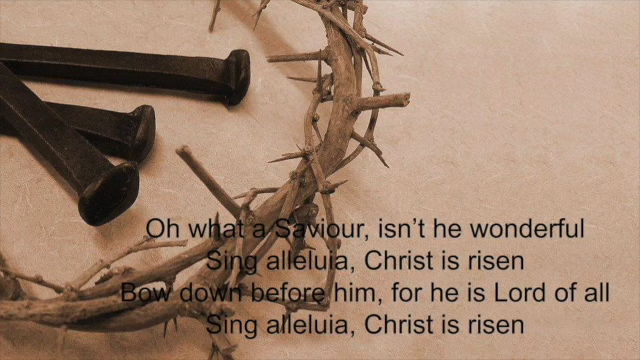 Oh what a Saviour, isn't he wonderful
Sing alleluia, Christ is risen
Bow down before him, for he is Lord of all
Sing alleluia, Christ is risen